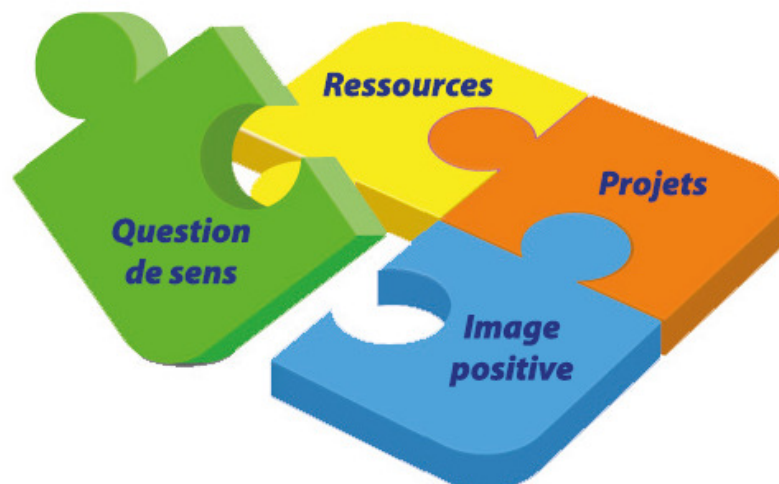 Ressources
Projets
Question
de sens
Image
positive